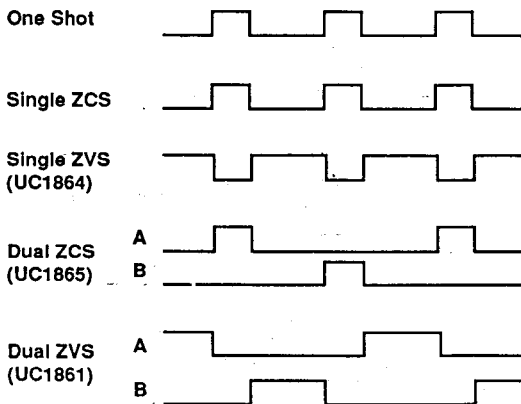 One Shot
Single ZCS
Single ZVS
(UC1864)
Dual ZCS
(UC1865)
A
B
Dual ZVS
(UC1861)
A
B